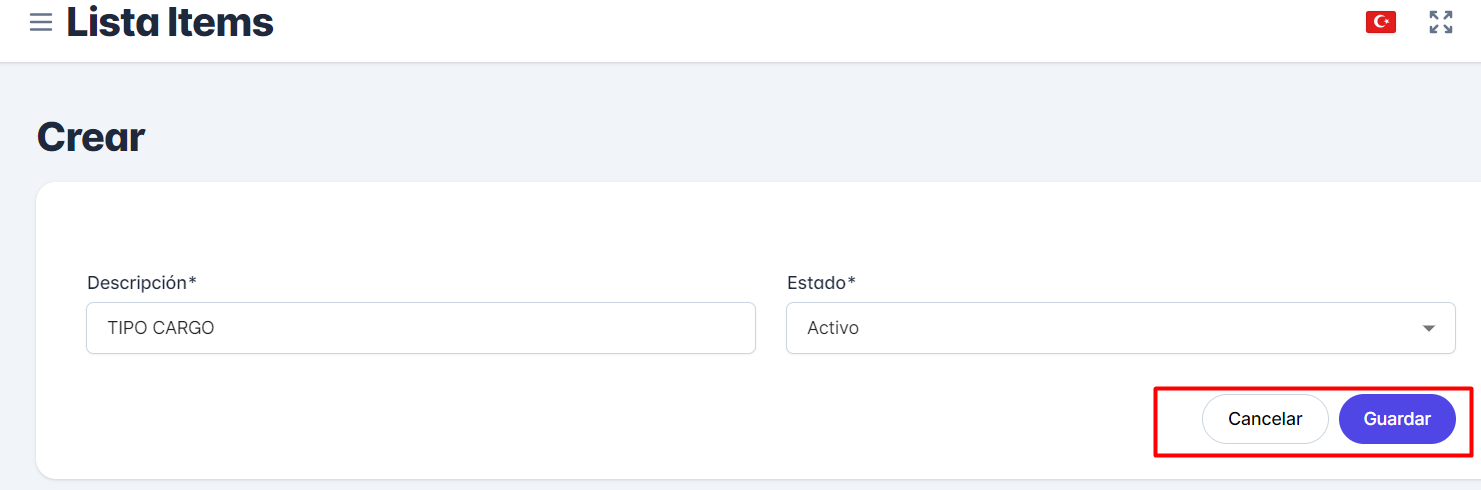 Lista Items
Crear
Descripción* Estado*
TIPO CARGO Activo
Cancelar Guardar